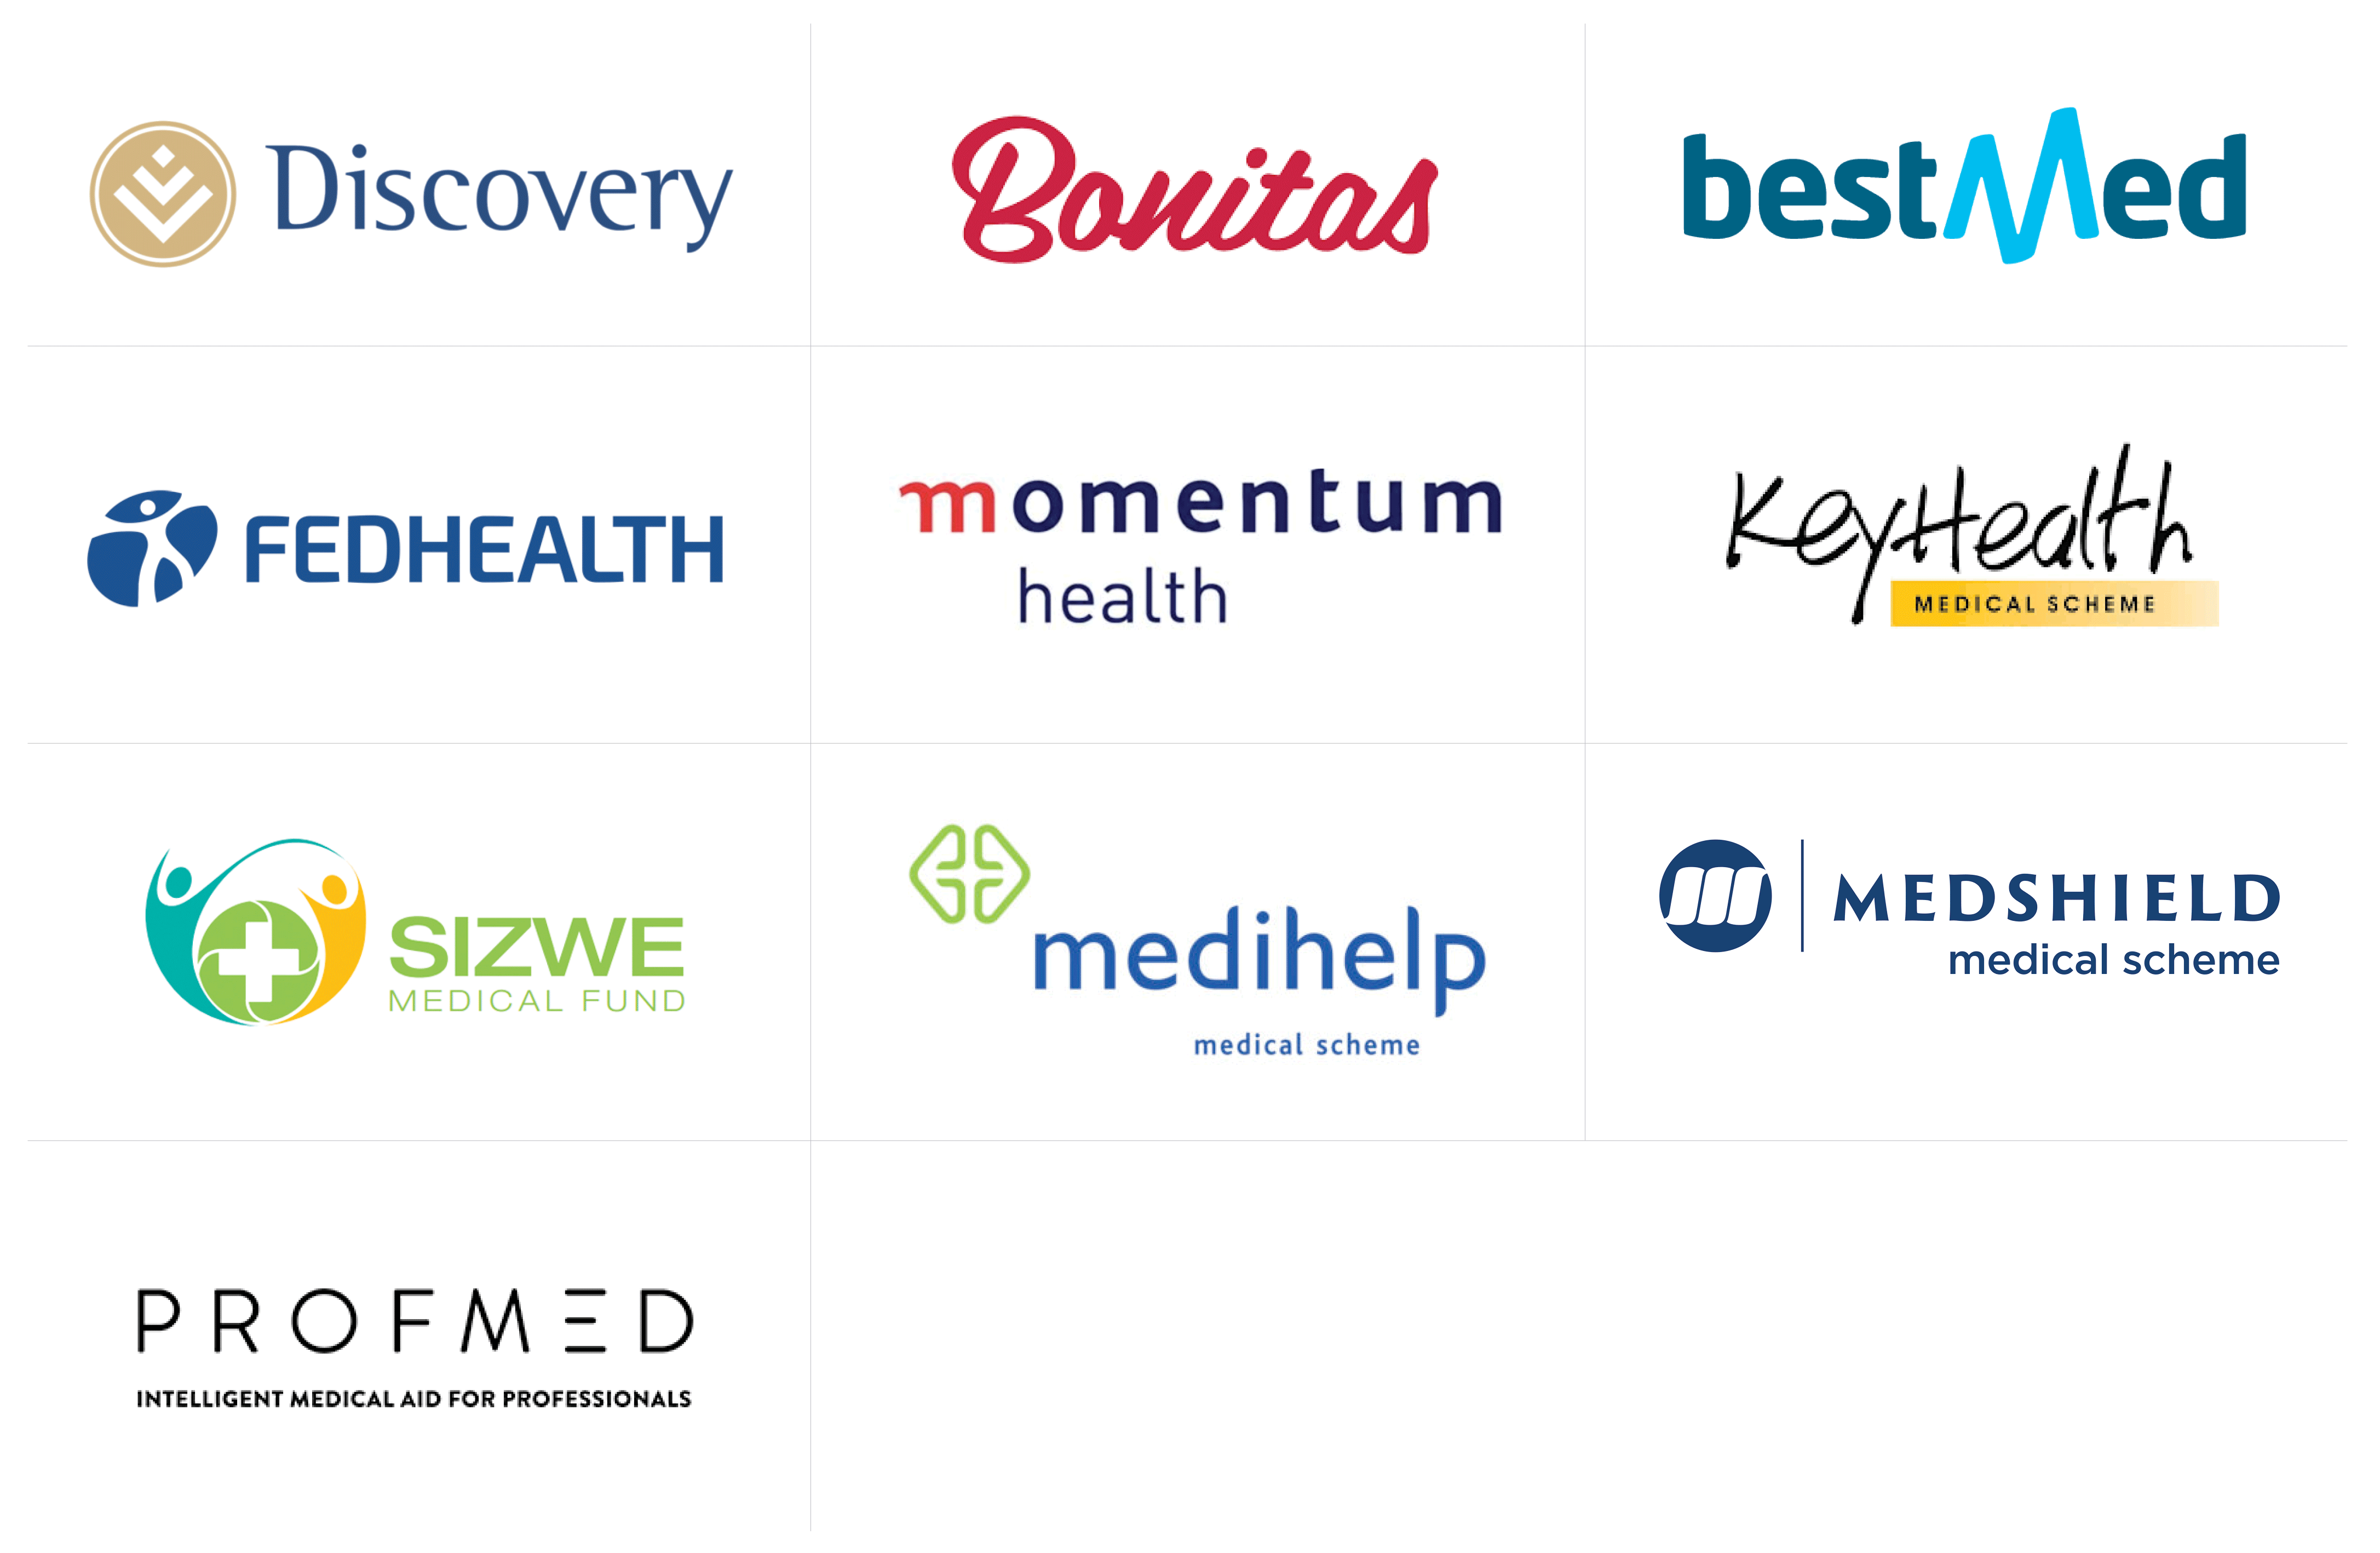 Discovery
Bonitas
bestMed
FEDHEALTH
momentum
health
KeyHealth
MEDICAL SCHEME
SIZWE
MEDICAL FUND
medihelp
medical scheme
MEDSHIELD
medical scheme
PROFMED
INTELLIGENT MEDICAL AID FOR PROFESSIONALS